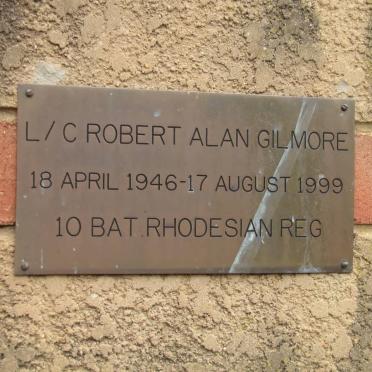 L/C ROBERT ALAN GILMORE
18 APRIL 1946-17 AUGUST 1999
10 BAT. RHODESIAN REG